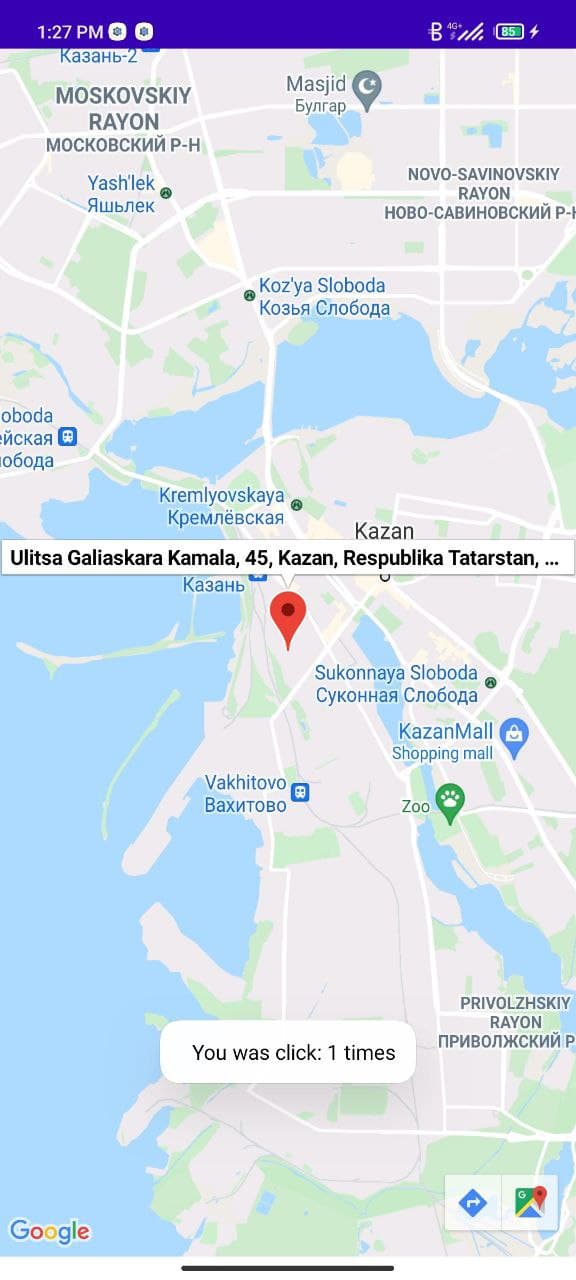 1:27 PM
4G+
85
Казань-2
Masjid
Булгар
MOSKOVSKIY
RAYON
МОСКОВСКИЙ Р-Н
NOVO-SAVINOVSKIY
RAYON
НОВО-САВИНОВСКИЙ Р-Н
Yash'lek
Яшьлек
Koz'ya Sloboda
Козья Слобода
oboda
ейская
лобода
Kremlyovskaya
Кремлёвская
Kazan
Ulitsa Galiaskara Kamala, 45, Kazan, Respublika Tatarstan, ...
Казань
Sukonnaya Sloboda
Суконная Слобода
KazanMall
Shopping mall
Vakhitovo
Вахитово
Zoo
PRIVOLZHSKIY
RAYON
ПРИВОЛЖСКИЙ Р
You was click: 1 times
G
Google